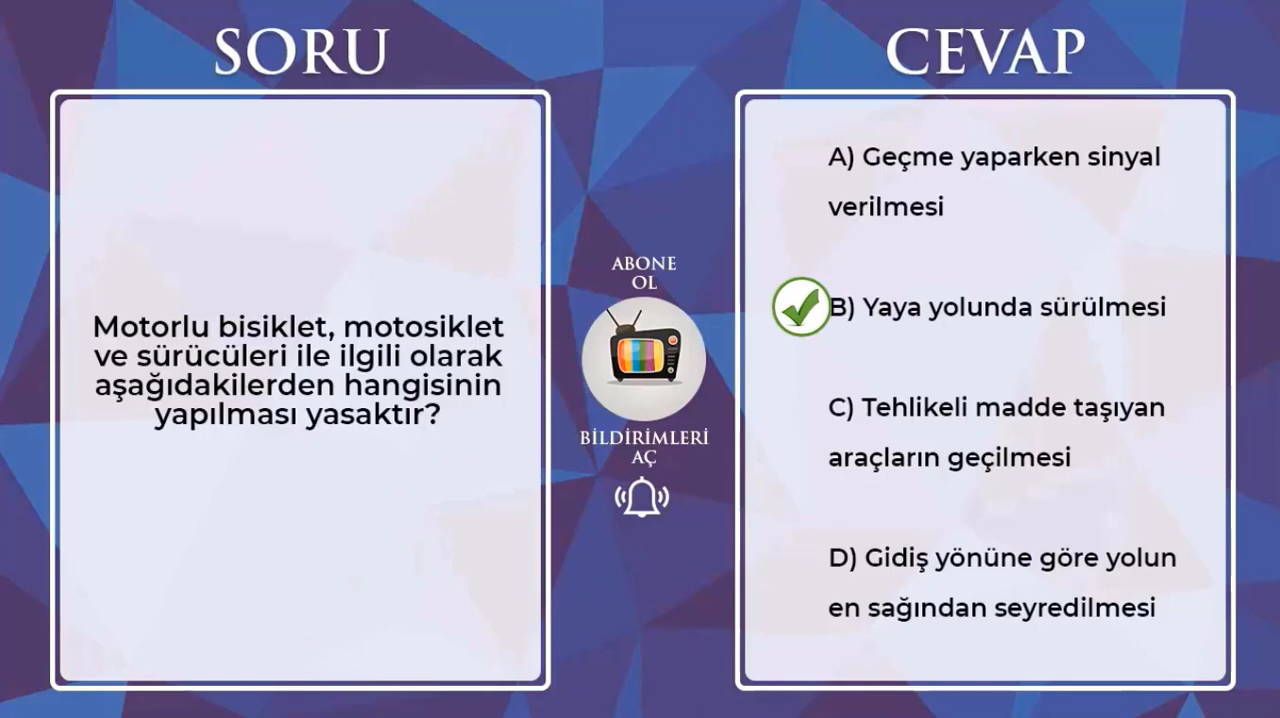 SORU
Motorlu bisiklet, motosiklet
ve sürücüleri ile ilgili olarak
aşağıdakilerden hangisinin
yapılması yasaktır?
ABONE
OL
BİLDİRİMLERİ
AÇ
CEVAP
A) Geçme yaparken sinyal
verilmesi
B) Yaya yolunda sürülmesi
C) Tehlikeli madde taşıyan
araçların geçilmesi
D) Gidiş yönüne göre yolun
en sağından seyredilmesi